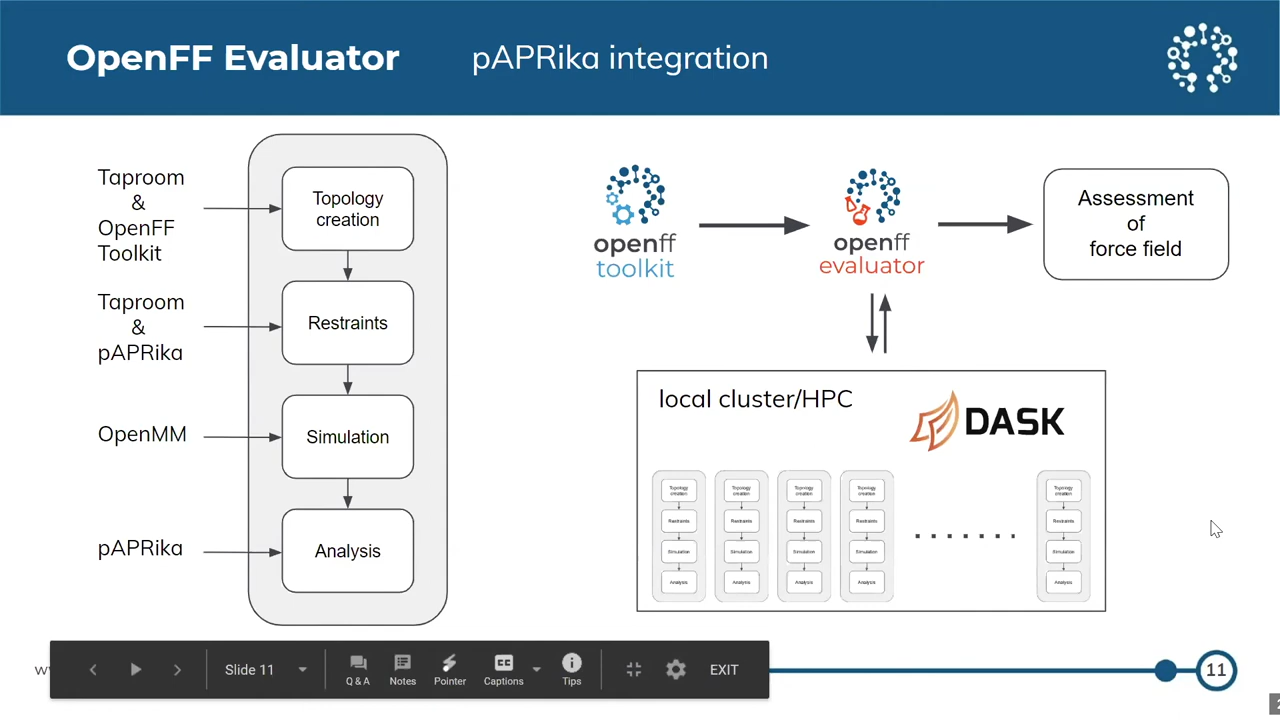 OpenFF Evaluator
pAPRika integration
Taproom
&
OpenFF
Toolkit
Taproom
&
pAPRika
OpenMM
pAPRika
Topology
creation
Restraints
Simulation
Analysis
openff
toolkit
openff
evaluator
Assessment
of
force field
local cluster/HPC
DASK
Topology
creation
Restraints
Simulation
Analysis
Topology
creation
Restraints
Simulation
Analysis
Topology
creation
Restraints
Simulation
Analysis
Topology
creation
Restraints
Simulation
Analysis
.......
Topology
creation
Restraints
Simulation
Analysis
Slide 11
Q & A
Notes
Pointer
CC
Captions
Tips
EXIT
11